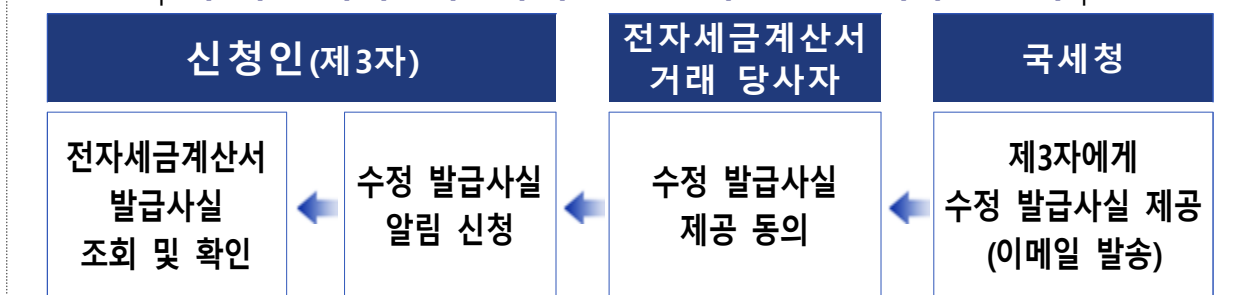 신청인(제3자)
전자세금계산서
거래 당사자
국세청
전자세금계산서
발급사실
조회 및 확인
수정 발급사실
알림 신청
수정 발급사실
제공 동의
제3자에게
수정 발급사실 제공
(이메일 발송)